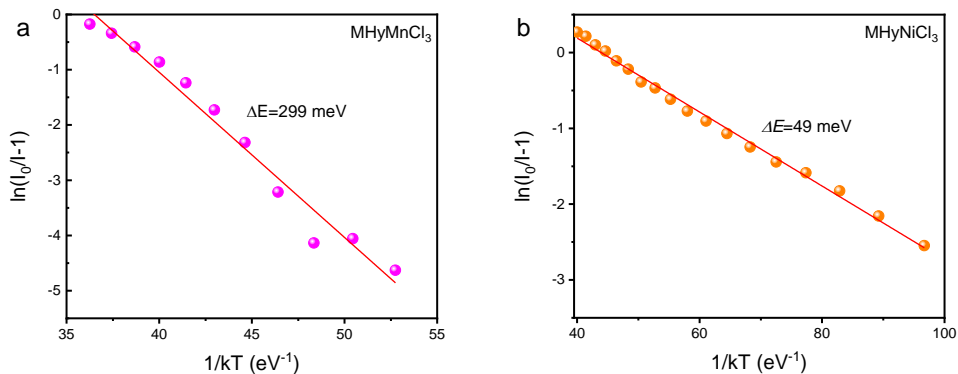 a
MHyMnCl₃
ΔE=299 meV
ln(I₀/I-1)
0
-1
-2
-3
-4
-5
35
40
45
50
55
1/kT (eV⁻¹)
b
MHyNiCl₃
ΔE=49 meV
ln(I₀/I-1)
0
-1
-2
-3
40
60
80
100
1/kT (eV⁻¹)